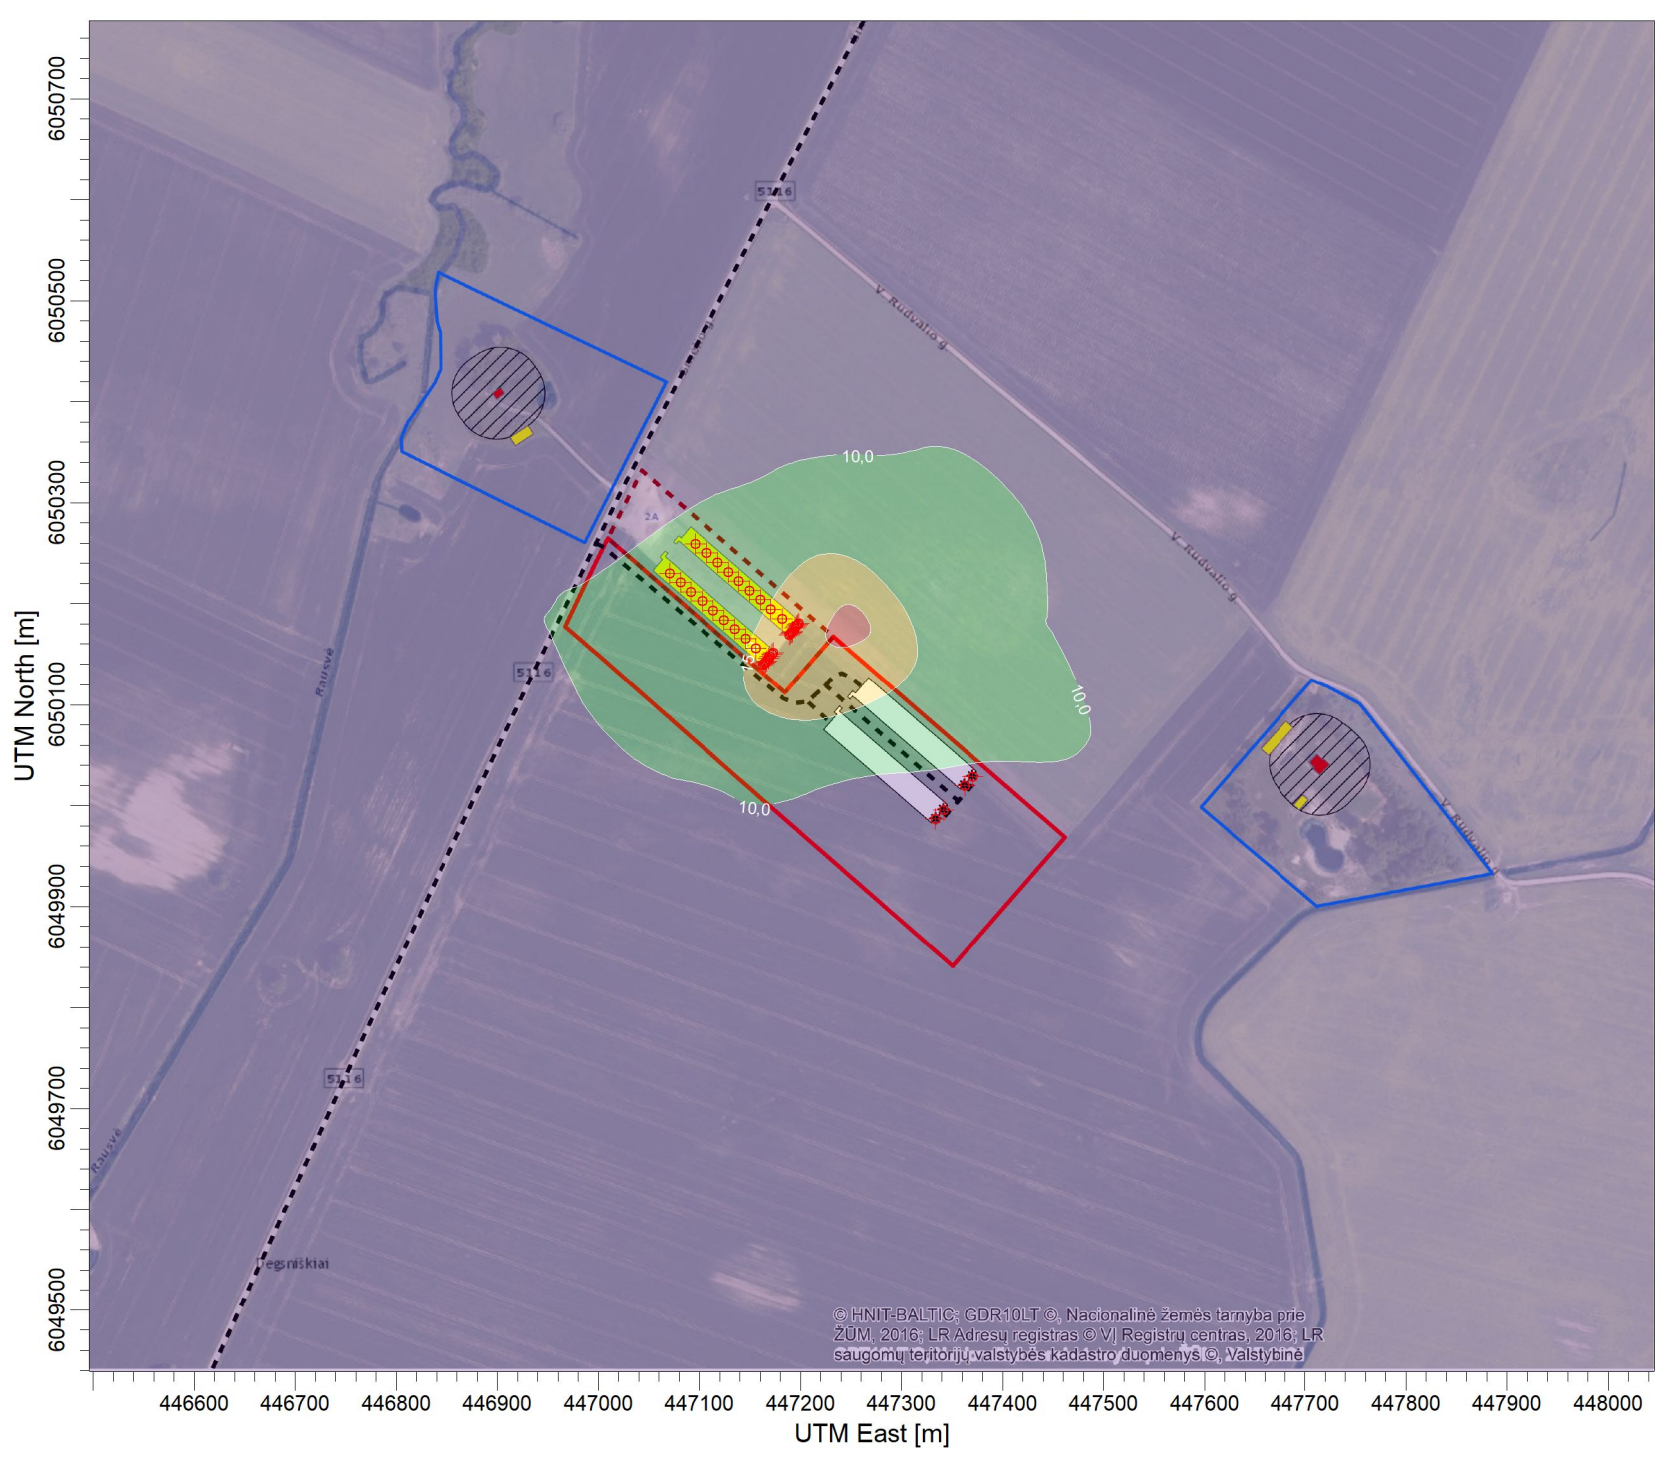 6050700
6050500
6050300
6050100
6049900
6049700
6049500
UTM North [m]
5116
V. Rudvalio g.
10,0
2A
V. Rudvalio g.
15
Rausvė
5116
10,0
10,0
V. Rudvalio
5116
Rausvė
Degsniškiai
© HNIT-BALTIC; GDR10LT ©, Nacionalinė žemės tarnyba prie
ŽŪM, 2016; LR Adresų registras © VĮ Registrų centras, 2016; LR
saugomų teritorijų valstybės kadastro duomenys ©, Valstybinė
446600 446700 446800 446900 447000 447100 447200 447300 447400 447500 447600 447700 447800 447900 448000
UTM East [m]